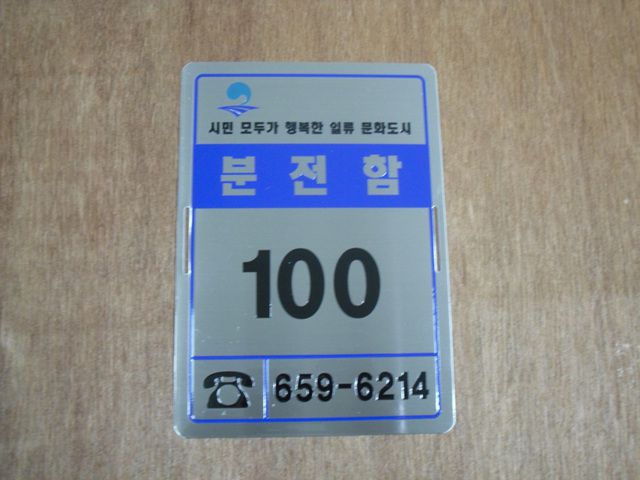 시민 모두가 행복한 일류 문화도시
분전함
100
659-6214